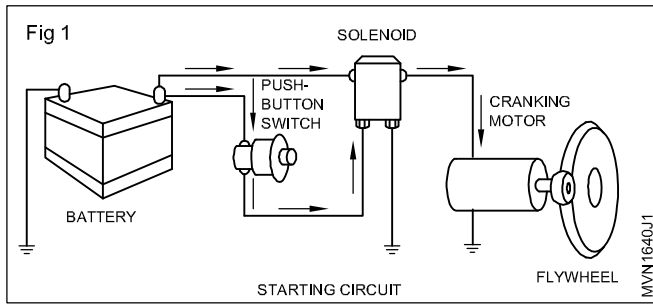 Fig 1
SOLENOID
PUSH-
BUTTON
SWITCH
CRANKING
MOTOR
BATTERY
FLYWHEEL
STARTING CIRCUIT
MVN1640J1